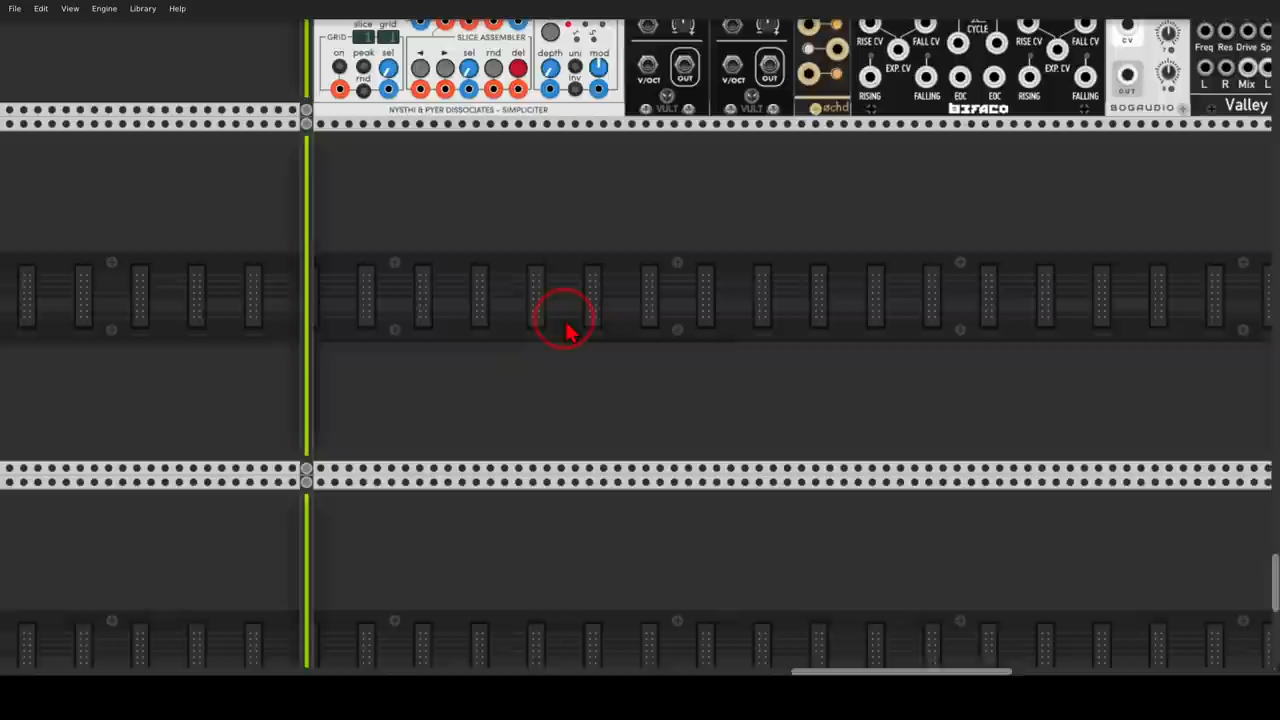 File Edit View Engine Library Help
slice grid
GRID 1 1 SLICE ASSEMBLER
on peak sel ◄ ► sel rnd del depth uni mod
rnd inv
NYSTHI & PYER DISSOCIATES - SIMPLICITER
V/OCT OUT
VULT
V/OCT OUT
VULT
øchd
RISE CV FALL CV CYCLE RISE CV FALL CV
EXP. CV EXP. CV
RISING FALLING EOC EOC RISING FALLING
BEFACO
CV
OUT
BOGAUDIO
Freq Res Drive
L R Mix L
Valley